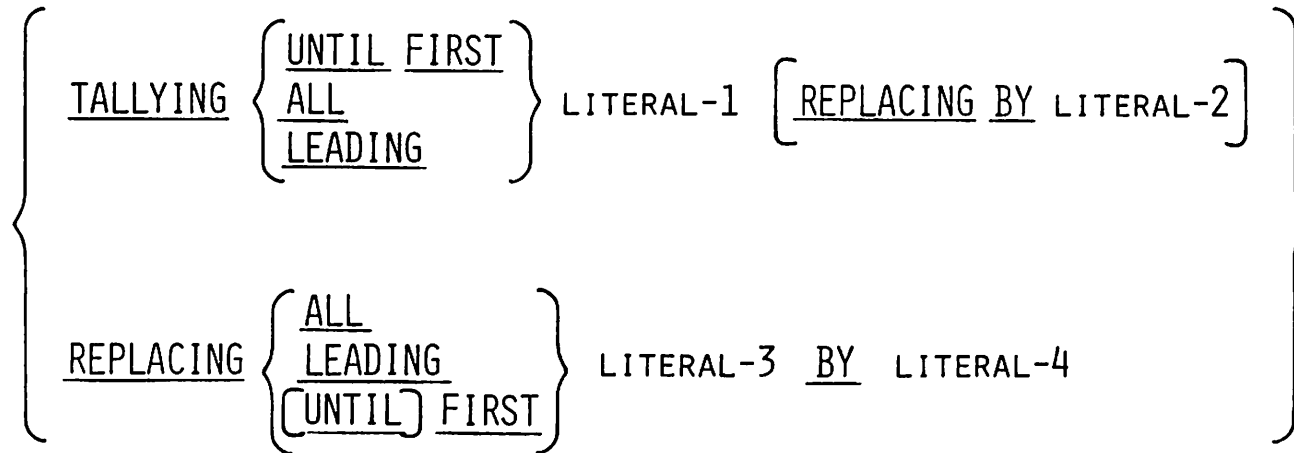 UNTIL FIRST
TALLYING { ALL } LITERAL-1 [REPLACING BY LITERAL-2]
LEADING
ALL
REPLACING { LEADING } LITERAL-3 BY LITERAL-4
[UNTIL] FIRST